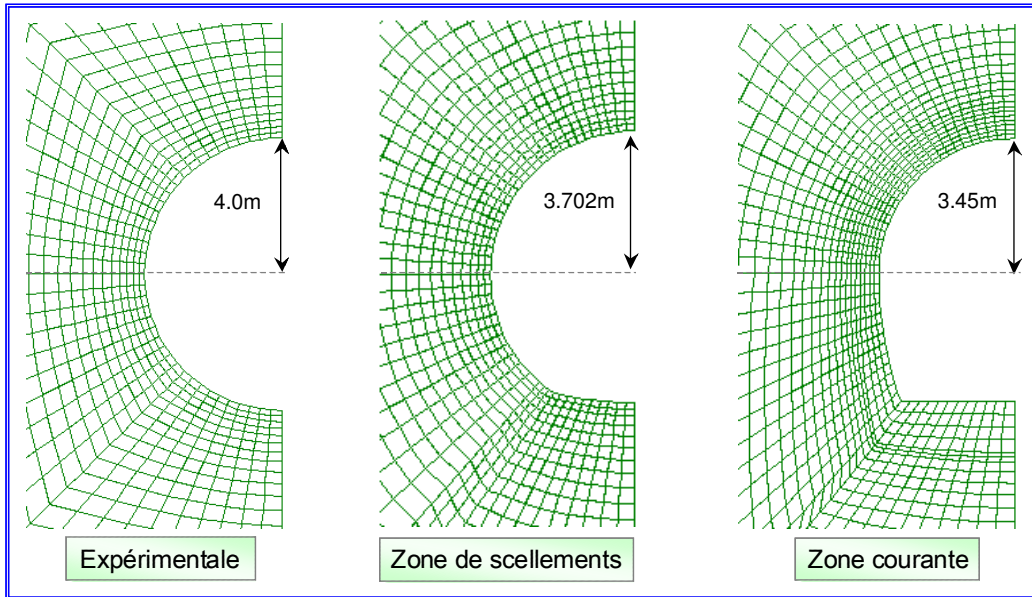 4.0m
3.702m
3.45m
Expérimentale
Zone de scellements
Zone courante